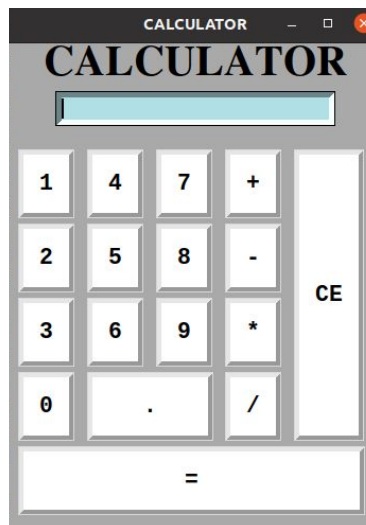 CALCULATOR
CALCULATOR
1 4 7 +
2 5 8 -
CE
3 6 9 *
0 . /
=